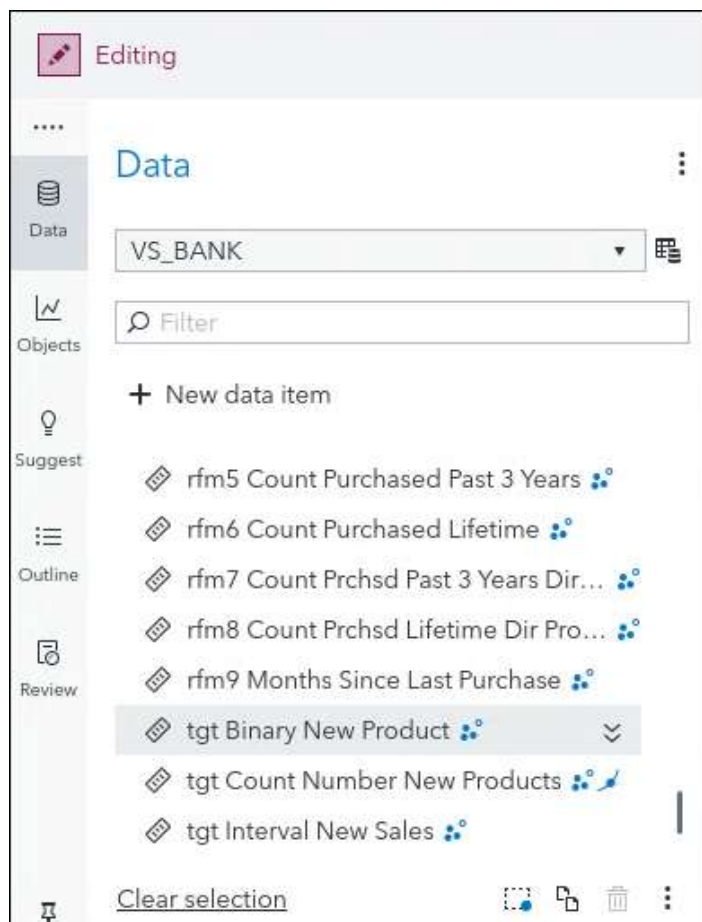 Editing
Data
Data
VS_BANK
Filter
Objects
New data item
Suggest
rfm5 Count Purchased Past 3 Years
rfm6 Count Purchased Lifetime
Outline
rfm7 Count Prchsd Past 3 Years Dir...
rfm8 Count Prchsd Lifetime Dir Pro...
Review
rfm9 Months Since Last Purchase
tgt Binary New Product
tgt Count Number New Products
tgt Interval New Sales
Clear selection